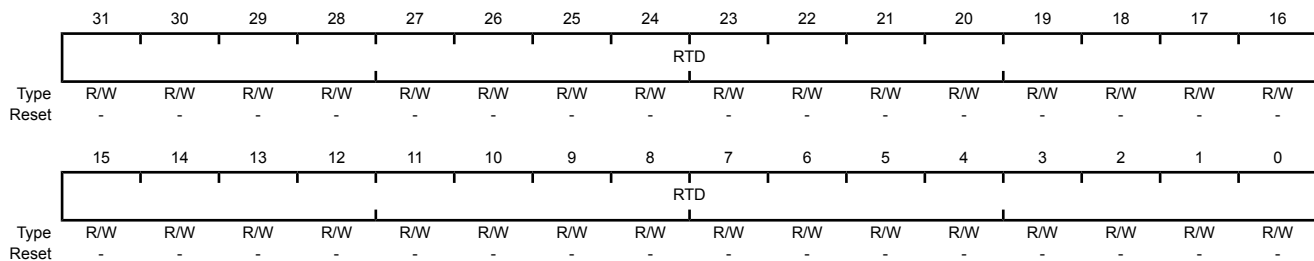 31 30 29 28 27 26 25 24 23 22 21 20 19 18 17 16
RTD
Type R/W R/W R/W R/W R/W R/W R/W R/W R/W R/W R/W R/W R/W R/W R/W R/W
Reset - - - - - - - - - - - - - - - -
15 14 13 12 11 10 9 8 7 6 5 4 3 2 1 0
RTD
Type R/W R/W R/W R/W R/W R/W R/W R/W R/W R/W R/W R/W R/W R/W R/W R/W
Reset - - - - - - - - - - - - - - - -